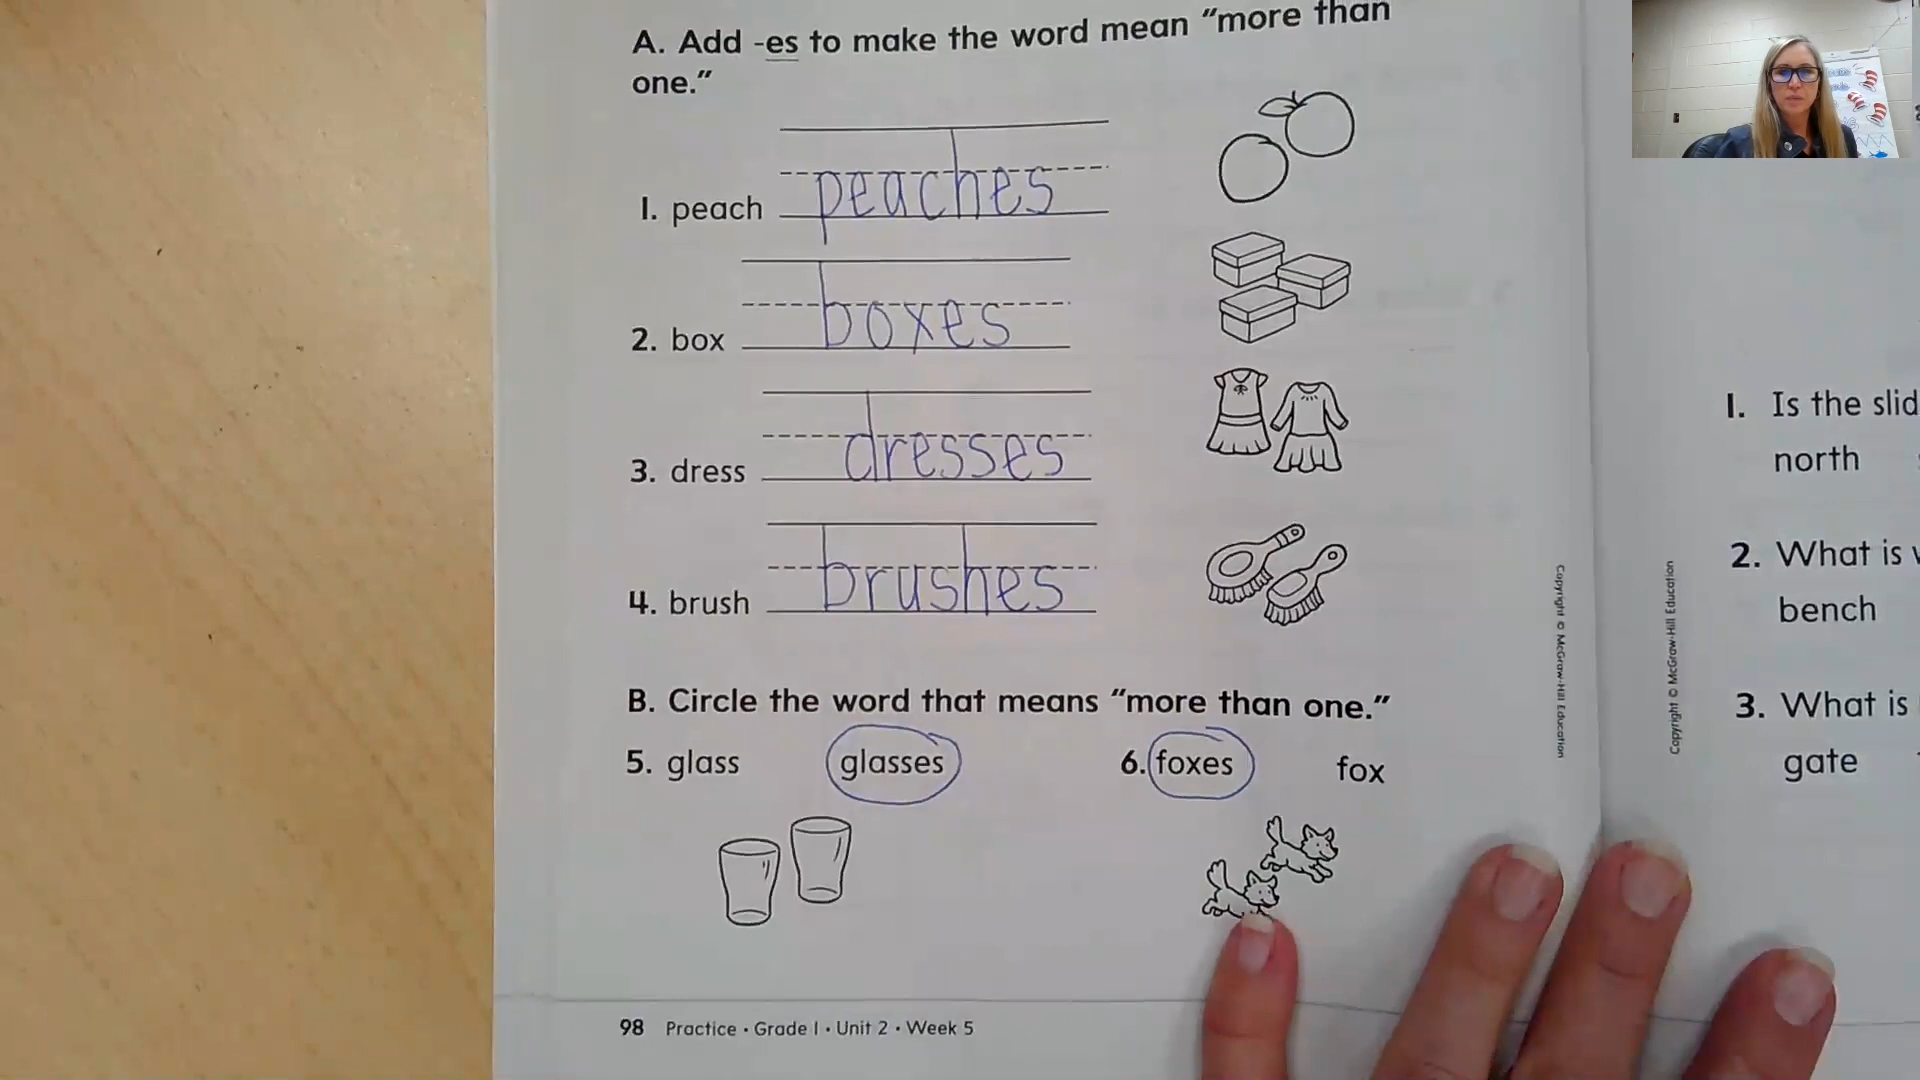 A. Add -es to make the word mean “more than
one.”
1. peach peaches
2. box boxes
3. dress dresses
4. brush brushes
B. Circle the word that means “more than one.”
5. glass glasses 6. foxes fox
98 Practice • Grade 1 • Unit 2 • Week 5
Copyright © McGraw-Hill Education
Copyright © McGraw-Hill Education
1. Is the
north
2. What is
bench
3. What is
gate